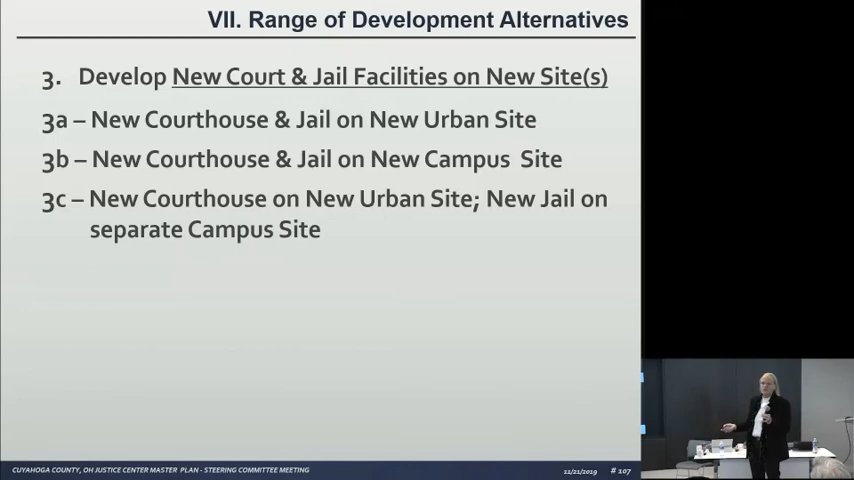 VII. Range of Development Alternatives
3. Develop New Court & Jail Facilities on New Site(s)
3a – New Courthouse & Jail on New Urban Site
3b – New Courthouse & Jail on New Campus Site
3c – New Courthouse on New Urban Site; New Jail on
separate Campus Site
CUYAHOGA COUNTY, OH JUSTICE CENTER MASTER PLAN - STEERING COMMITTEE MEETING
11/21/2019 # 107